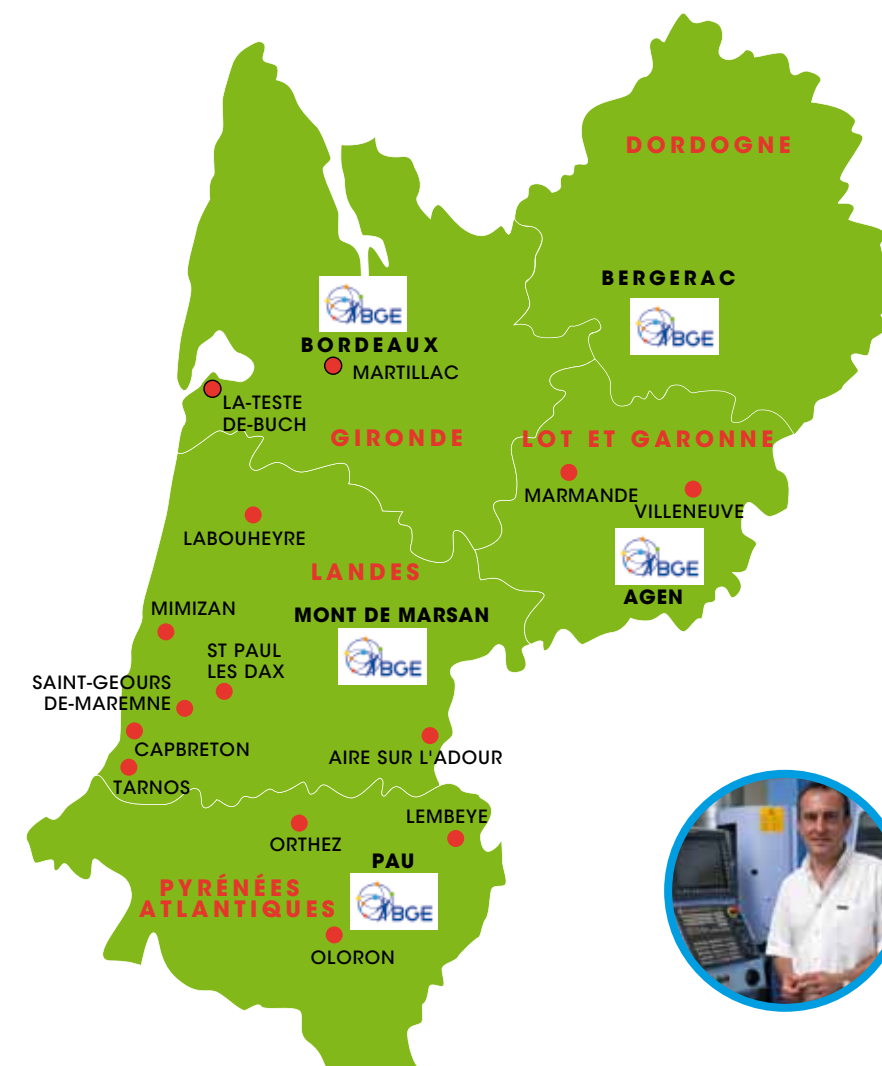 DORDOGNE
BERGERAC
BGE
BGE
BORDEAUX
MARTILLAC
LA-TESTE
DE-BUCH
GIRONDE
LOT ET GARONNE
MARMANDE
VILLENEUVE
BGE
AGEN
LABOUHEYRE
LANDES
MIMIZAN
MONT DE MARSAN
BGE
ST PAUL
LES DAX
SAINT-GEOURS
DE-MAREMNE
CAPBRETON
TARNOS
AIRE SUR L'ADOUR
LEMBEYE
ORTHEZ
PAU
BGE
PYRÉNÉES
ATLANTIQUES
OLORON